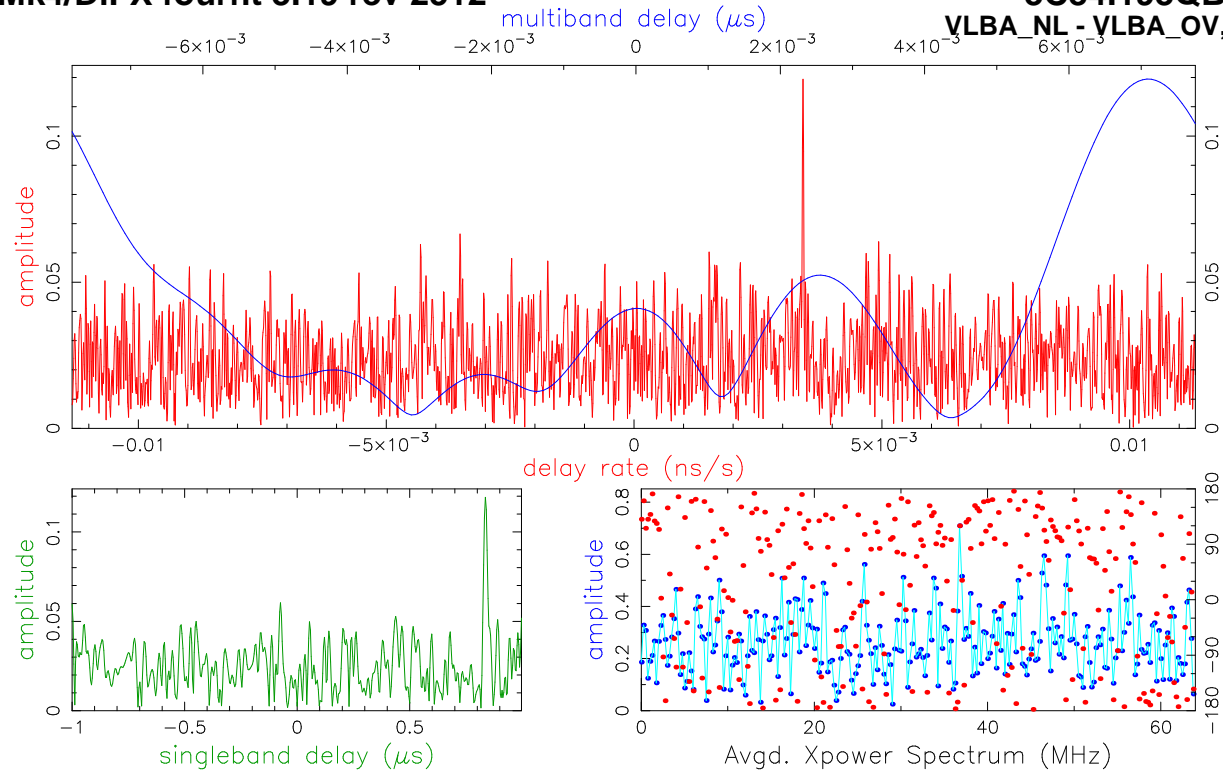 multiband delay (μs)
VLBA_NL - VLBA_OV,
−6×10⁻³ −4×10⁻³ −2×10⁻³ 0 2×10⁻³ 4×10⁻³ 6×10⁻³
amplitude
0 0.05 0.1
0 0.05 0.1
−0.01 −5×10⁻³ 0 5×10⁻³ 0.01
delay rate (ns/s)
amplitude
0 0.05 0.1
−1 −0.5 0 0.5
singleband delay (μs)
amplitude
0 0.2 0.4 0.6 0.8
−180 −90 0 90 180
0 20 40 60
Avgd. Xpower Spectrum (MHz)